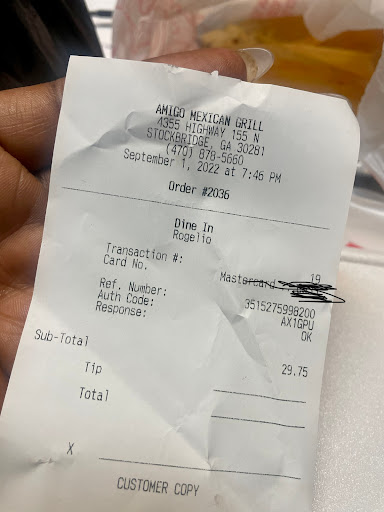 AMIGO MEXICAN GRILL
4355 HIGHWAY 155 N
STOCKBRIDGE, GA 30281
(470) 878-5660
September 1, 2022 at 7:46 PM
Order #2036
Dine In
Rogelio
Transaction #: 19
Card No. Mastercard
Ref. Number: 3515275998200
Auth Code: AX1GPU
Response: OK
Sub-Total 29.75
Tip
Total
X
CUSTOMER COPY